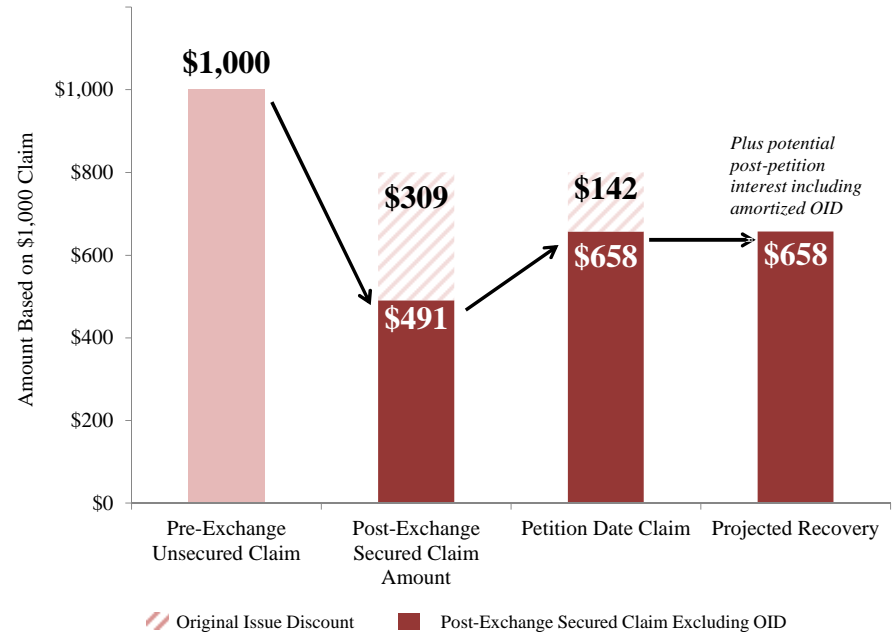 $1,000
$1,000
Plus potential
post-petition
interest including
amortized OID
$800
$309
$142
$600
$658
$658
$491
$400
$200
$0
Amount Based on $1,000 Claim
Pre-Exchange
Unsecured Claim
Post-Exchange
Secured Claim
Amount
Petition Date Claim
Projected Recovery
Original Issue Discount
Post-Exchange Secured Claim Excluding OID